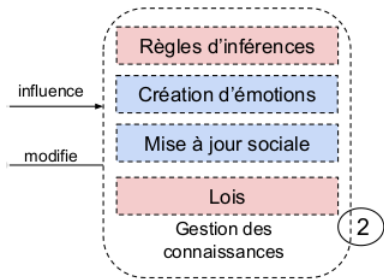 Règles d'inférences
influence
Création d'émotions
Mise à jour sociale
modifie
Lois
Gestion des
connaissances
2